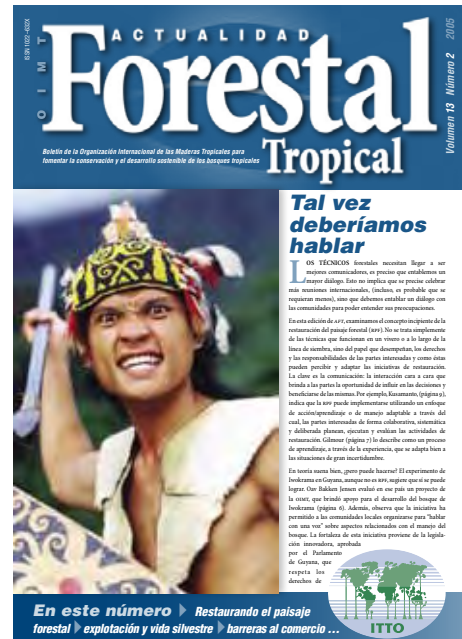 ISSN 1022-632X
OIMT
ACTUALIDAD
Forestal
Tropical
Volumen 13 Número 2 2005
Boletín de la Organización Internacional de las Maderas Tropicales para
fomentar la conservación y el desarrollo sostenible de los bosques tropicales
Tal vez
deberíamos
hablar
LOS TÉCNICOS forestales necesitan llegar a ser
mejores comunicadores, es preciso que entablemos un
mayor diálogo. Esto no implica que se precise celebrar
más reuniones internacionales, (incluso, es probable que se
requieran menos), sino que debemos entablar un diálogo con
las comunidades para poder entender sus preocupaciones.
En esta edición de AFT, examinamos el concepto incipiente de la
restauración del paisaje forestal (RPF). No se trata simplemente
de las técnicas que funcionan en un vivero o a lo largo de la
línea de siembra, sino del papel que desempeñan, los derechos
y las responsabilidades de las partes interesadas y como éstas
pueden percibir y adaptar las iniciativas de restauración.
La clave es la comunicación: la interacción cara a cara que
brinda a las partes la oportunidad de influir en las decisiones y
beneficiarse de las mismas. Por ejemplo, Kusumanto, (página 9),
indica que la RPF puede implementarse utilizando un enfoque
de acción/aprendizaje o de manejo adaptable a través del
cual, las partes interesadas de forma colaborativa, sistemática
y deliberada planean, ejecutan y evalúan las actividades de
restauración. Gilmour (página 7) lo describe como un proceso
de aprendizaje, a través de la experiencia, que se adapta bien a
las situaciones de gran incertidumbre.
En teoría suena bien, ¿pero puede hacerse? El experimento de
Iwokrama en Guyana, aunque no es RPF, sugiere que sí se puede
lograr. Oav Bakken Jensen evaluó en ese país un proyecto de
la OIMT, que brindó apoyo para el desarrollo del bosque de
Iwokrama (página 6). Además, observa que la iniciativa ha
permitido a las comunidades locales organizarse para "hablar
con una voz" sobre aspectos relacionados con el manejo del
bosque. La fortaleza de esta iniciativa proviene de la legisla-
ción innovadora, aprobada
por el Parlamento
de Guyana, que
respeta los
derechos de
En este número Restaurando el paisaje
forestal explotación y vida silvestre barreras al comercio ...
ITTO